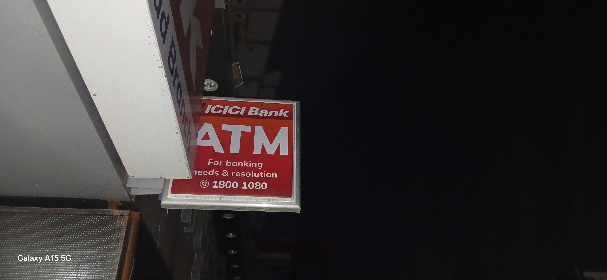 ICICI Bank
ATM
For banking
needs & resolution
1800 1080
Galaxy A15 5G